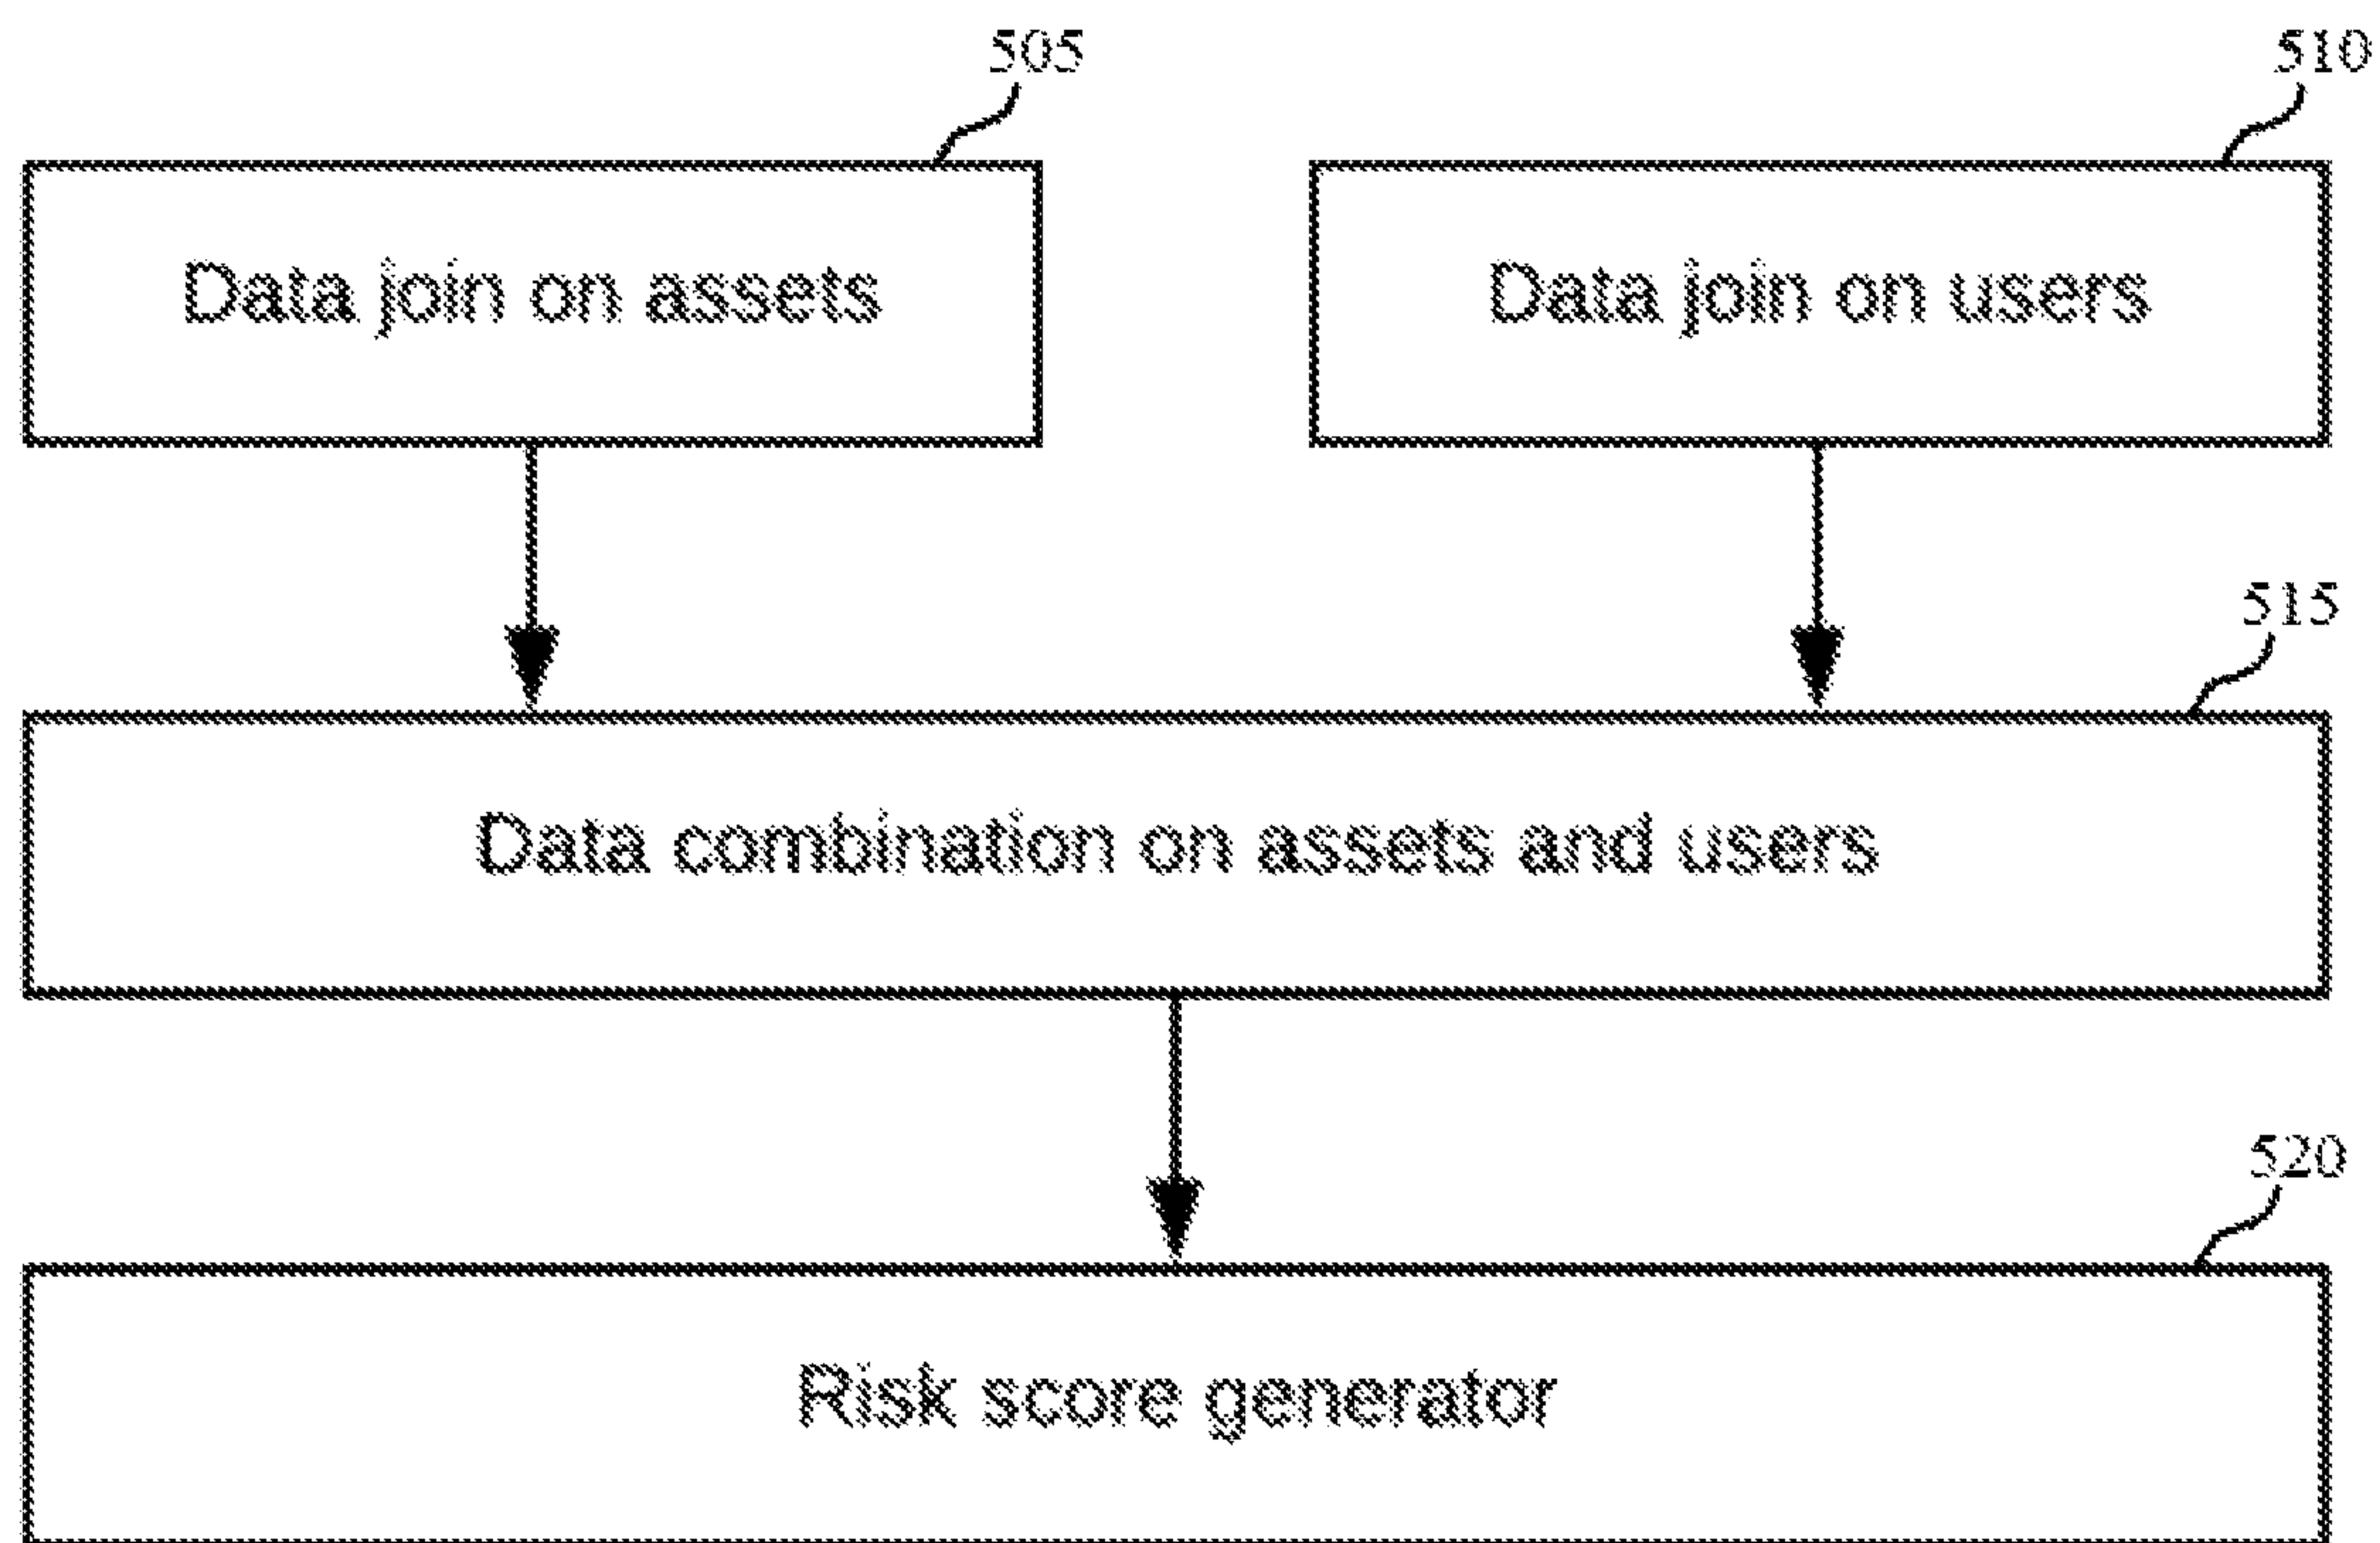 505
510
Data join on assets
Data join on users
515
Data combination on assets and users
520
Risk score generator